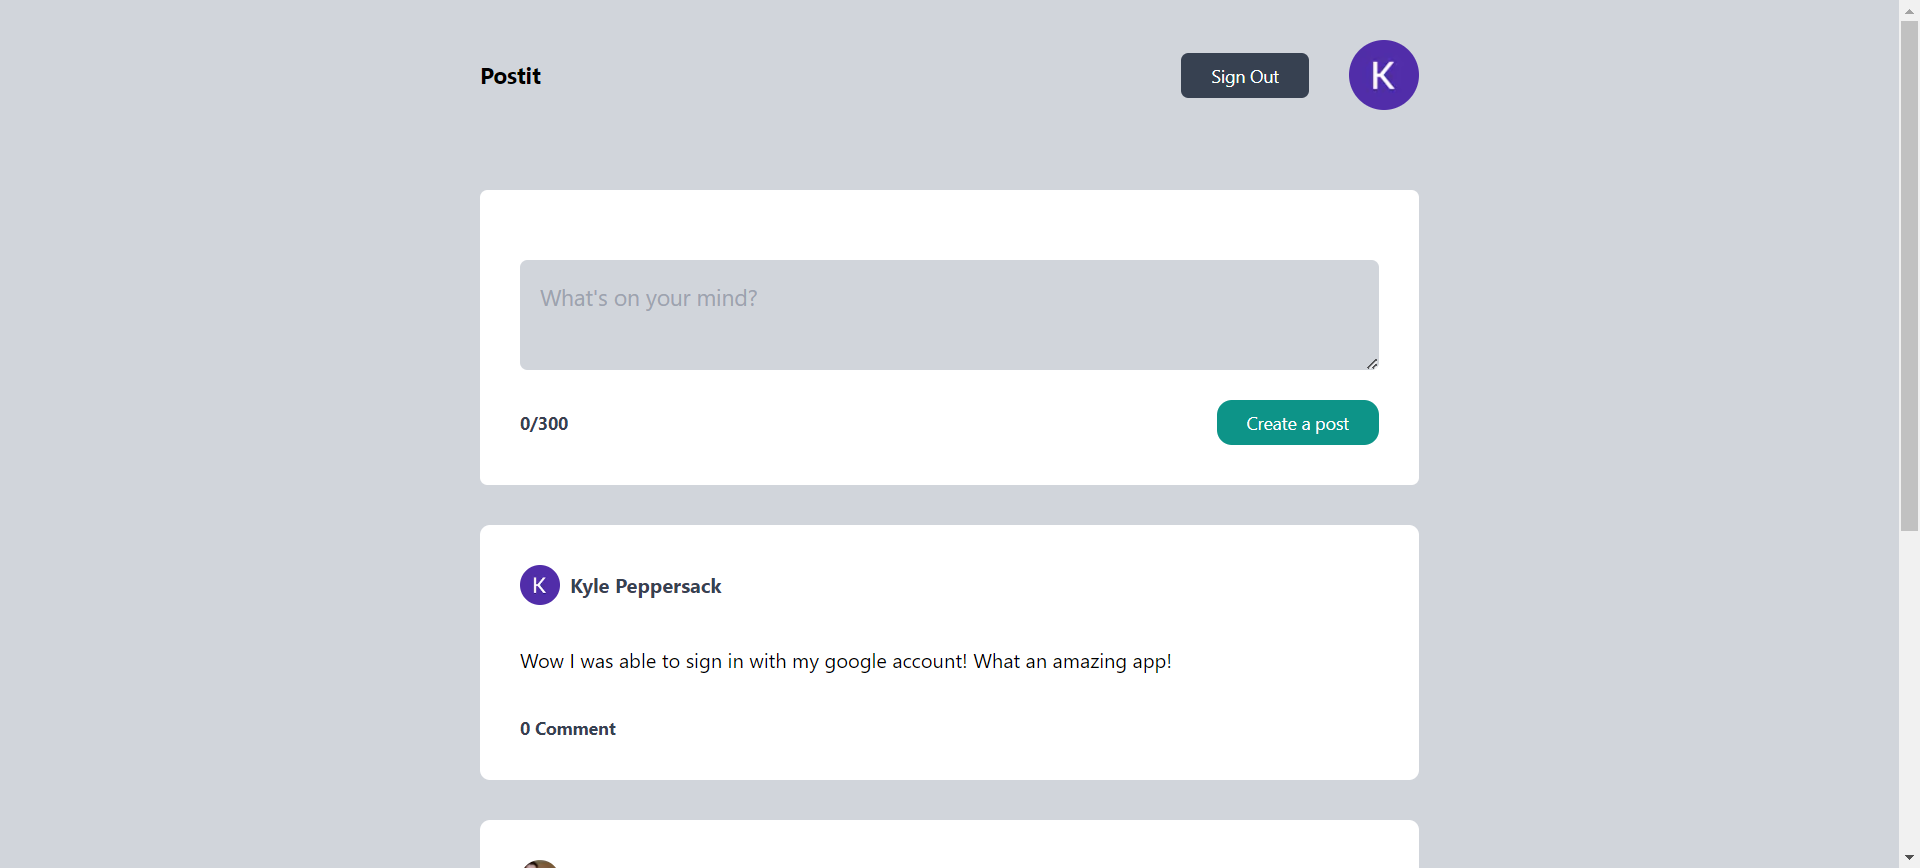 Postit
Sign Out
K
What's on your mind?
0/300
Create a post
K
Kyle Peppersack
Wow I was able to sign in with my google account! What an amazing app!
0 Comment